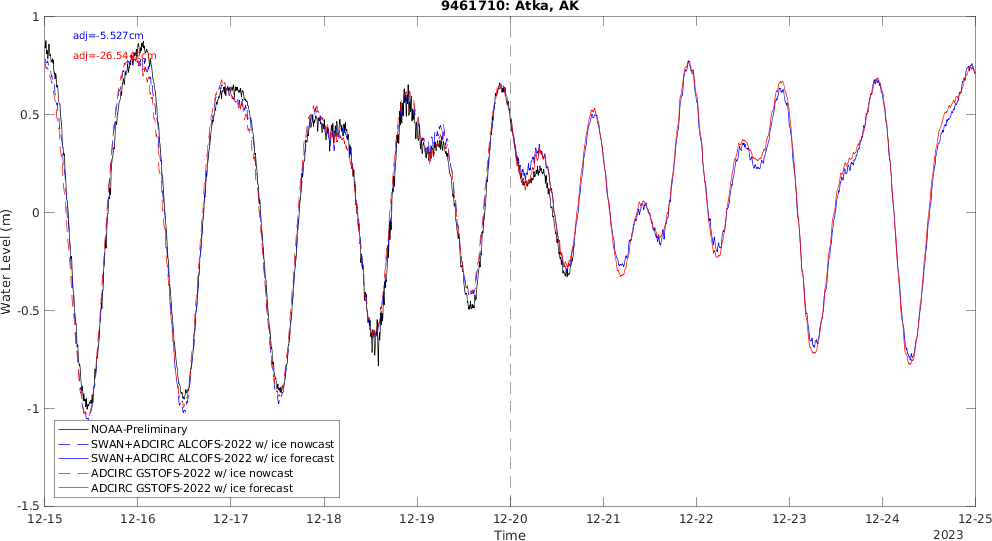 9461710: Atka, AK
adj=-5.527cm
1
0.5
0
-0.5
-1
-1.5
Water Level (m)
NOAA-Preliminary
SWAN+ADCIRC ALCOFS-2022 w/ ice nowcast
SWAN+ADCIRC ALCOFS-2022 w/ ice forecast
ADCIRC GSTOFS-2022 w/ ice nowcast
ADCIRC GSTOFS-2022 w/ ice forecast
12-15 12-16 12-17 12-18 12-19 12-20 12-21 12-22 12-23 12-24 12-25
Time
2023